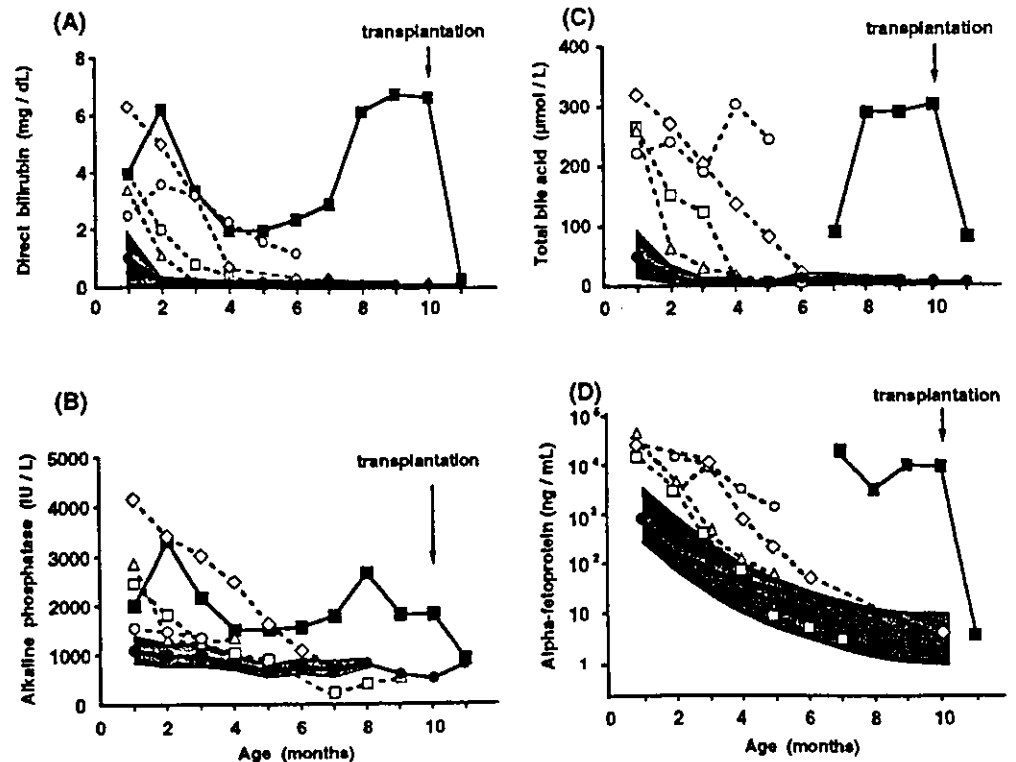 (A)
transplantation
Direct bilirubin (mg / dL)
8
6
4
2
0
0 2 4 6 8 10
(C)
transplantation
Total bile acid (μmol / L)
400
300
200
100
0
0 2 4 6 8 10
(B)
transplantation
Alkaline phosphatase (IU / L)
5000
4000
3000
2000
1000
0
0 2 4 6 8 10
Age (months)
(D)
transplantation
Alpha-fetoprotein (ng / mL)
10⁵
10⁴
10³
10²
10
1
0 2 4 6 8 10
Age (months)